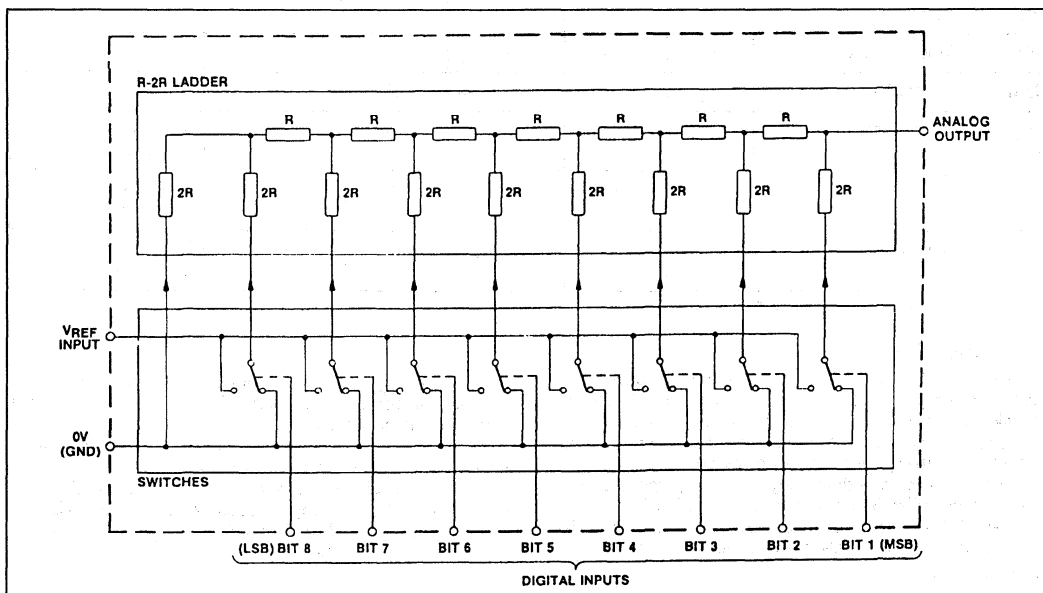 R-2R LADDER
R R R R R R R
ANALOG
OUTPUT
2R 2R 2R 2R 2R 2R 2R 2R 2R
VREF
INPUT
0V
(GND)
SWITCHES
(LSB) BIT 8 BIT 7 BIT 6 BIT 5 BIT 4 BIT 3 BIT 2 BIT 1 (MSB)
DIGITAL INPUTS